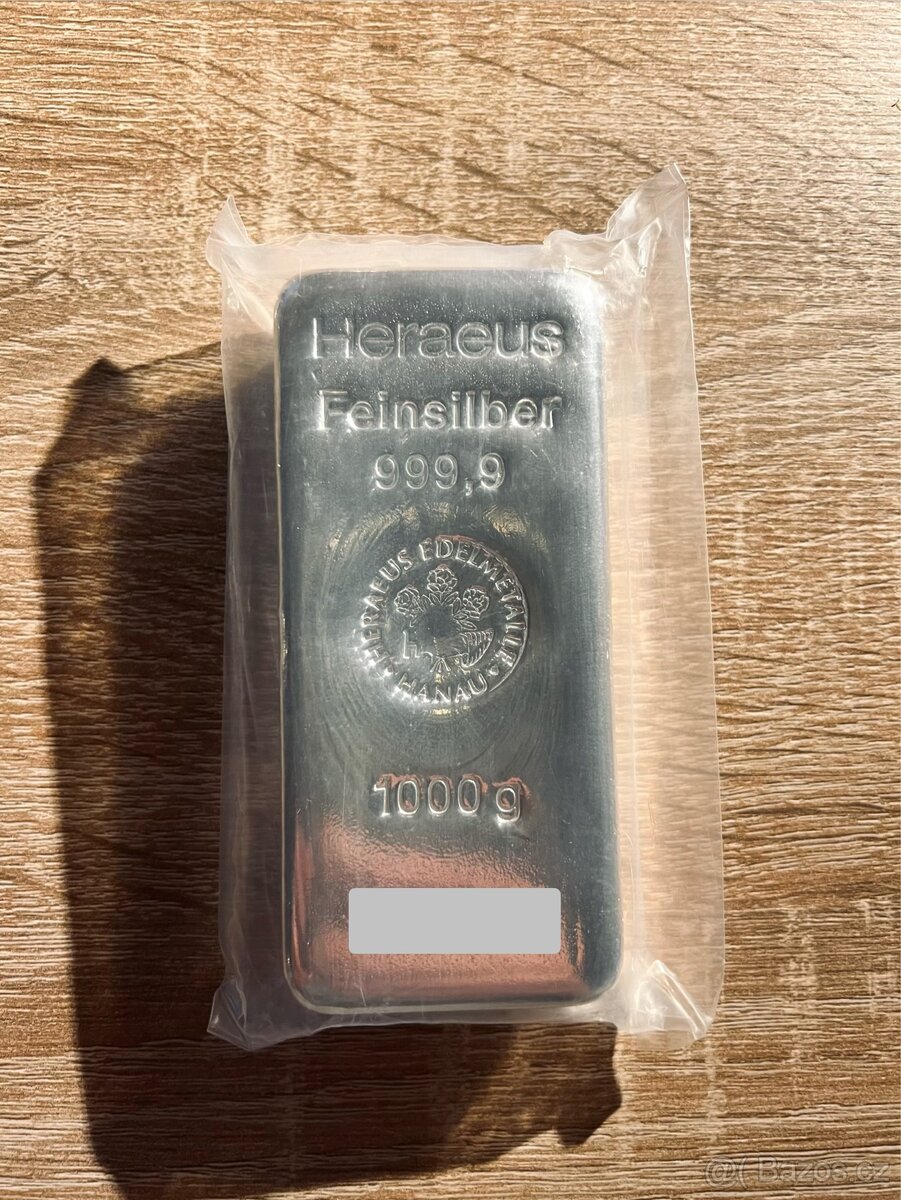 Heraeus
Feinsilber
999,9
HERAEUS EDELMETALLE
HANAU
1000 g
@( Bazos.cz